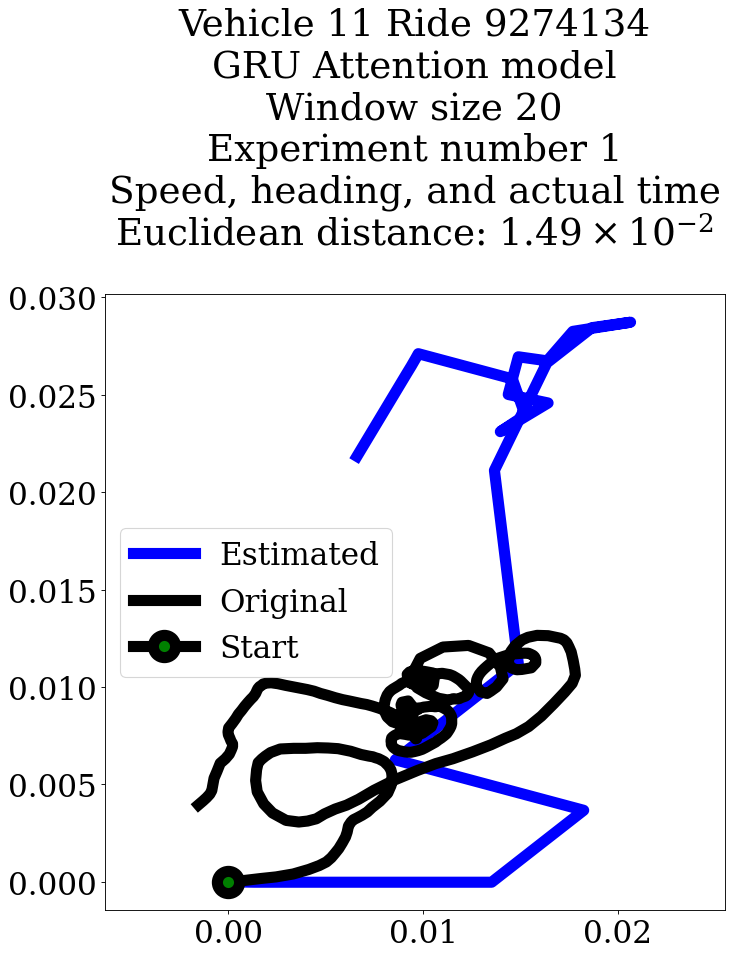 Vehicle 11 Ride 9274134
GRU Attention model
Window size 20
Experiment number 1
Speed, heading, and actual time
Euclidean distance: 1.49 × 10⁻²
0.030
0.025
0.020
0.015
0.010
0.005
0.000
Estimated
Original
Start
0.00 0.01 0.02